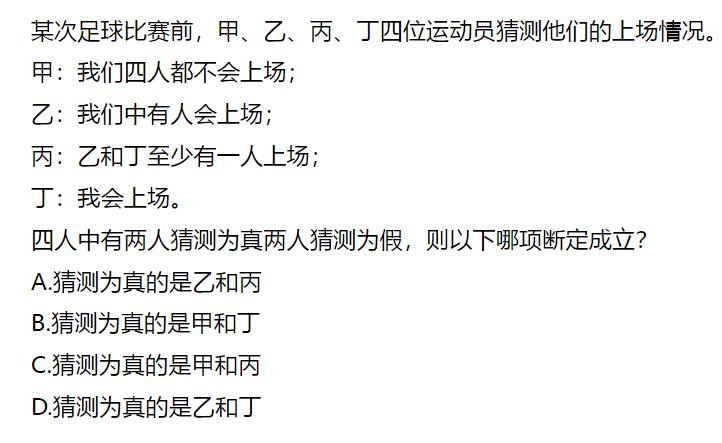 某次足球比赛前，甲、乙、丙、丁四位运动员猜测他们的上场情况。
甲：我们四人都不会上场；
乙：我们中有人会上场；
丙：乙和丁至少有一人上场；
丁：我会上场。
四人中有两人猜测为真两人猜测为假，则以下哪项断定成立？
A.猜测为真的是乙和丙
B.猜测为真的是甲和丁
C.猜测为真的是甲和丙
D.猜测为真的是乙和丁